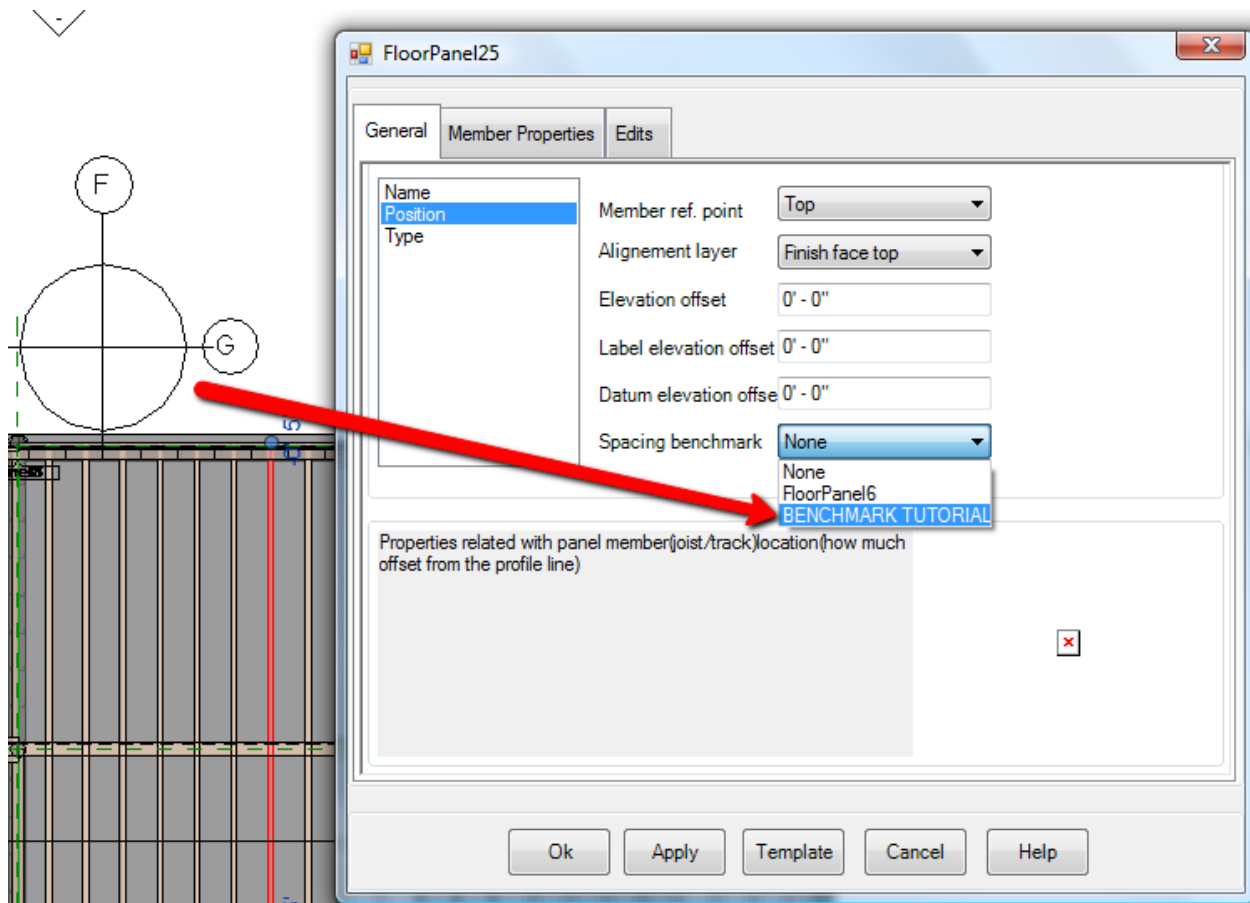 FloorPanel25
General
Member Properties
Edits
Name
Position
Type
Member ref. point
Top
Alignement layer
Finish face top
Elevation offset
0' - 0"
Label elevation offset
0' - 0"
Datum elevation offse
0' - 0"
Spacing benchmark
None
None
FloorPanel6
BENCHMARK TUTORIAL
Properties related with panel member(joist/track)location(how much
offset from the profile line)
Ok
Apply
Template
Cancel
Help
F
G